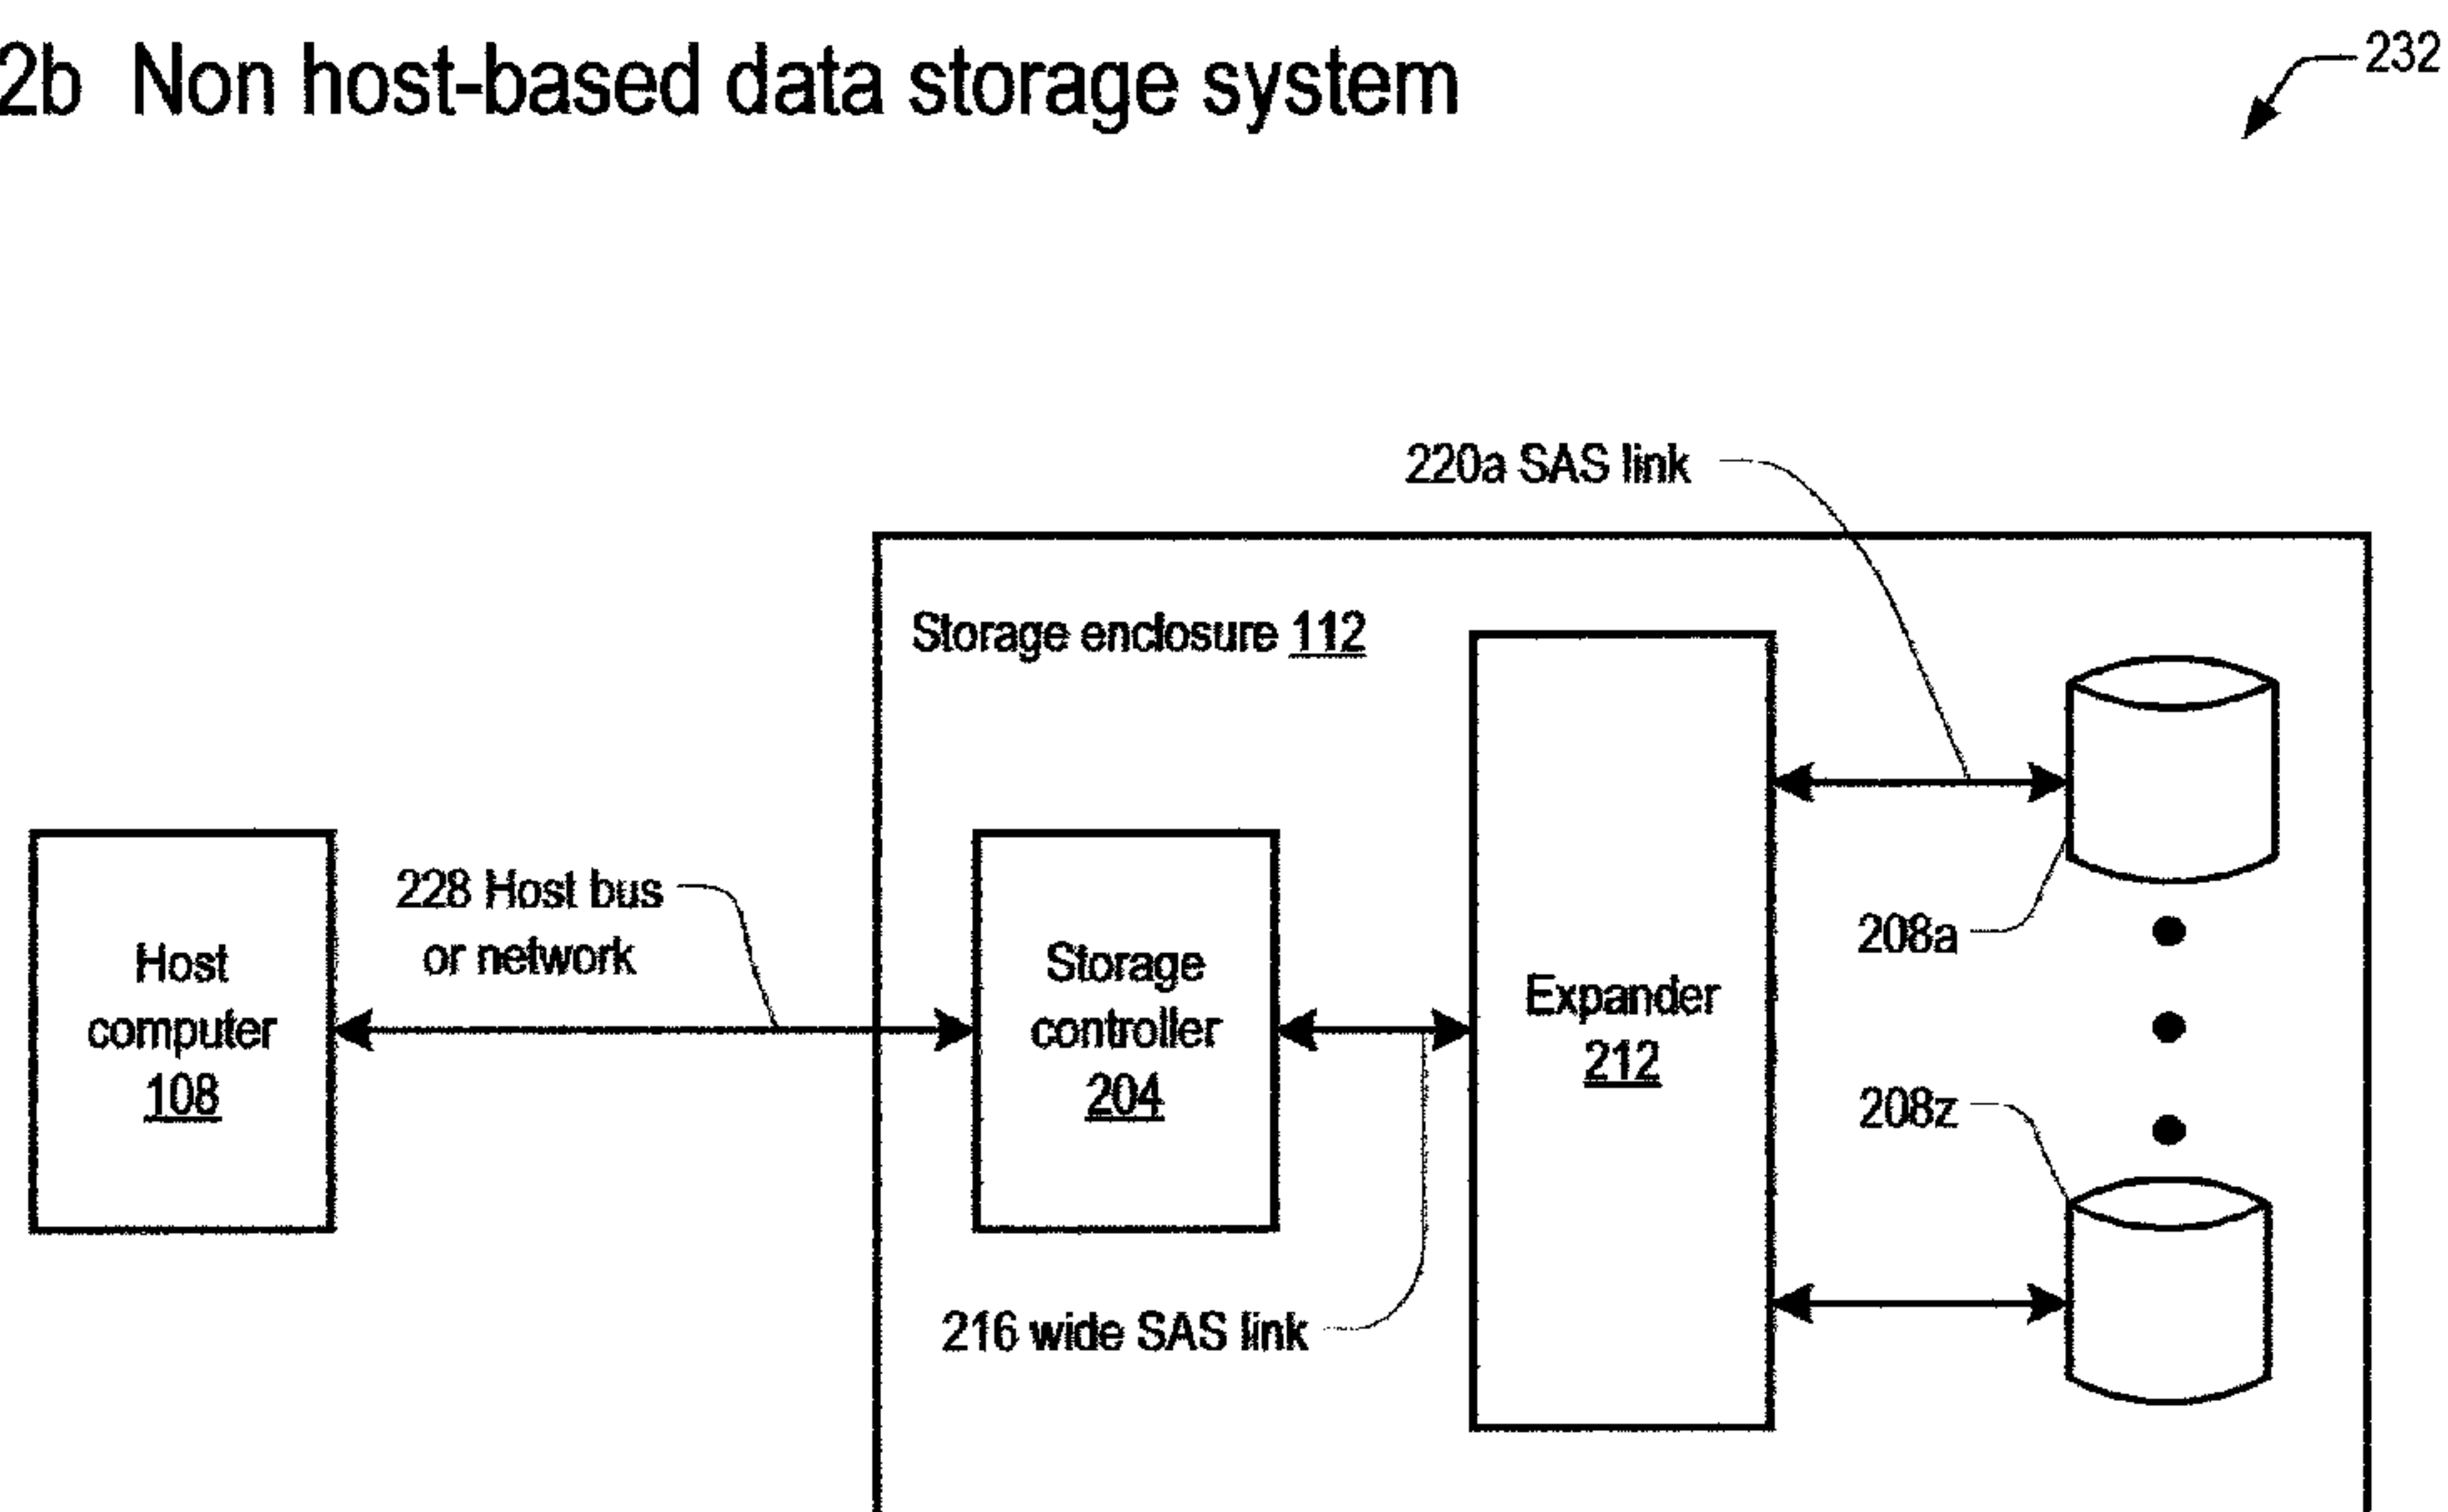 2b Non host-based data storage system
232
220a SAS link
Storage enclosure 112
228 Host bus
or network
Host
computer
108
Storage
controller
204
Expander
212
208a
208z
216 wide SAS link